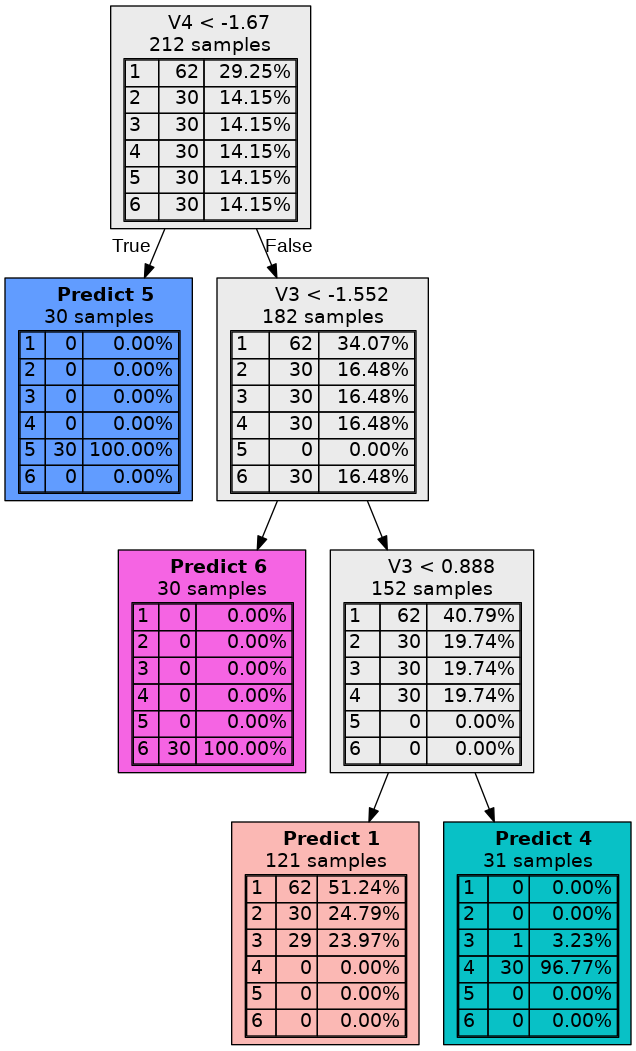 V4 < -1.67
212 samples
1 62 29.25%
2 30 14.15%
3 30 14.15%
4 30 14.15%
5 30 14.15%
6 30 14.15%
True
False
Predict 5
30 samples
1 0 0.00%
2 0 0.00%
3 0 0.00%
4 0 0.00%
5 30 100.00%
6 0 0.00%
V3 < -1.552
182 samples
1 62 34.07%
2 30 16.48%
3 30 16.48%
4 30 16.48%
5 0 0.00%
6 30 16.48%
Predict 6
30 samples
1 0 0.00%
2 0 0.00%
3 0 0.00%
4 0 0.00%
5 0 0.00%
6 30 100.00%
V3 < 0.888
152 samples
1 62 40.79%
2 30 19.74%
3 30 19.74%
4 30 19.74%
5 0 0.00%
6 0 0.00%
Predict 1
121 samples
1 62 51.24%
2 30 24.79%
3 29 23.97%
4 0 0.00%
5 0 0.00%
6 0 0.00%
Predict 4
31 samples
1 0 0.00%
2 0 0.00%
3 1 3.23%
4 30 96.77%
5 0 0.00%
6 0 0.00%